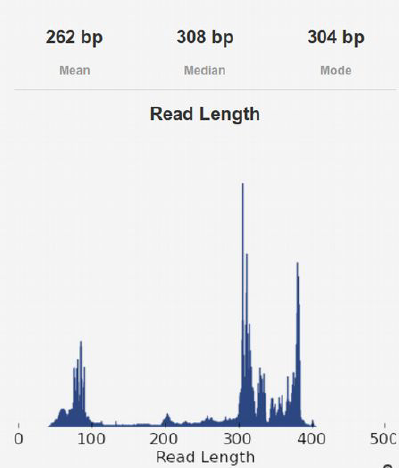 262 bp 308 bp 304 bp
Mean Median Mode
Read Length
0 100 200 300 400 500
Read Length